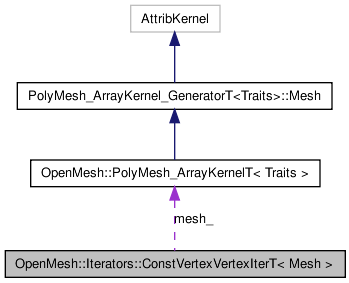 AttribKernel
PolyMesh_ArrayKernel_GeneratorT<Traits>::Mesh
OpenMesh::PolyMesh_ArrayKernelT< Traits >
mesh_
OpenMesh::Iterators::ConstVertexVertexIterT< Mesh >